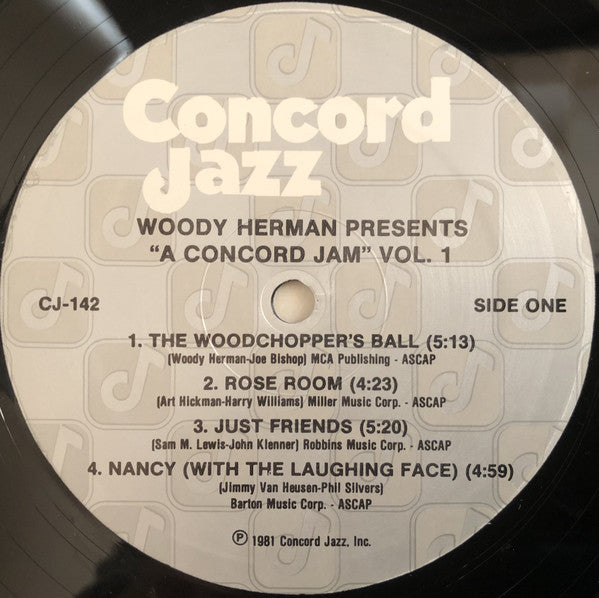 Concord
Jazz
WOODY HERMAN PRESENTS
“A CONCORD JAM” VOL. 1
CJ-142
SIDE ONE
1. THE WOODCHOPPER'S BALL (5:13)
(Woody Herman-Joe Bishop) MCA Publishing - ASCAP
2. ROSE ROOM (4:23)
(Art Hickman-Harry Williams) Miller Music Corp. - ASCAP
3. JUST FRIENDS (5:20)
(Sam M. Lewis-John Klenner) Robbins Music Corp. - ASCAP
4. NANCY (WITH THE LAUGHING FACE) (4:59)
(Jimmy Van Heusen-Phil Silvers)
Barton Music Corp. - ASCAP
℗ 1981 Concord Jazz, Inc.